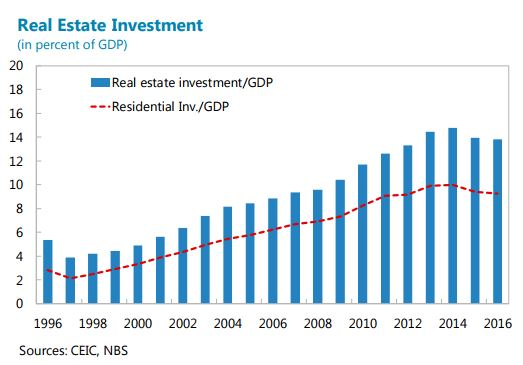 Real Estate Investment
(in percent of GDP)
20
18
16
14
12
10
8
6
4
2
0
Real estate investment/GDP
Residential Inv./GDP
1996 1998 2000 2002 2004 2006 2008 2010 2012 2014 2016
Sources: CEIC, NBS